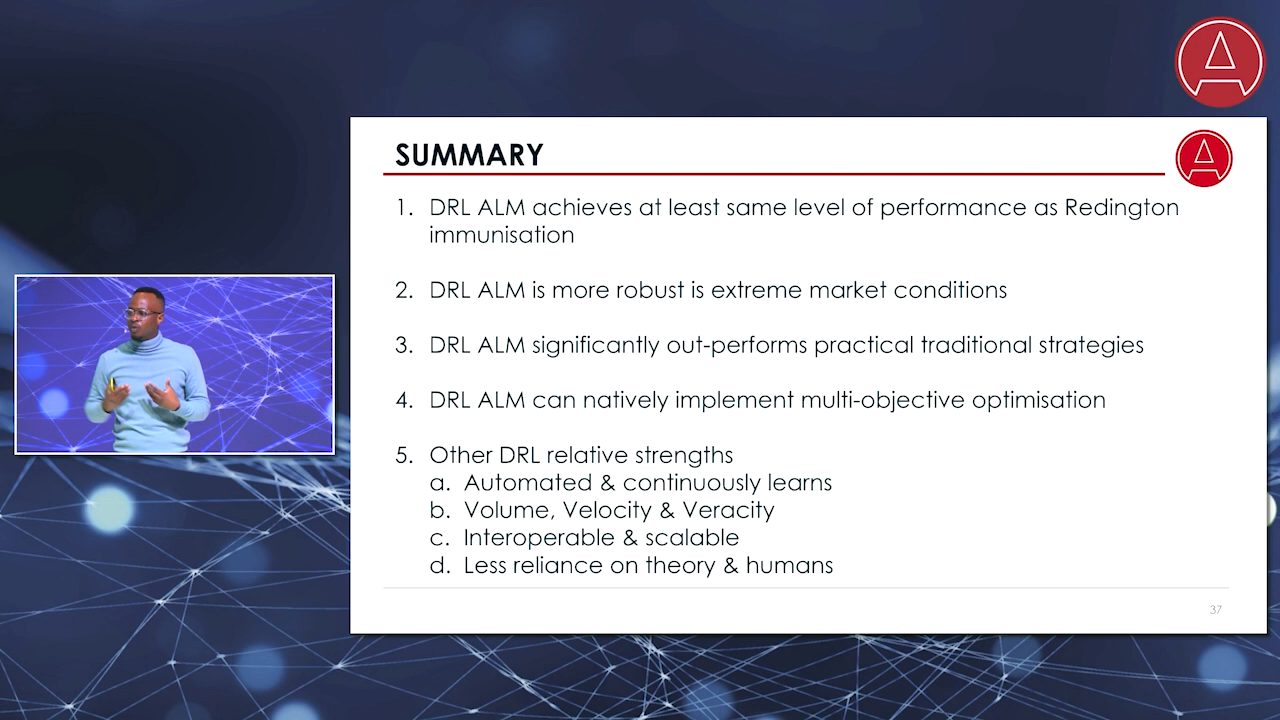 SUMMARY
1. DRL ALM achieves at least same level of performance as Redington
immunisation
2. DRL ALM is more robust is extreme market conditions
3. DRL ALM significantly out-performs practical traditional strategies
4. DRL ALM can natively implement multi-objective optimisation
5. Other DRL relative strengths
a. Automated & continuously learns
b. Volume, Velocity & Veracity
c. Interoperable & scalable
d. Less reliance on theory & humans
37